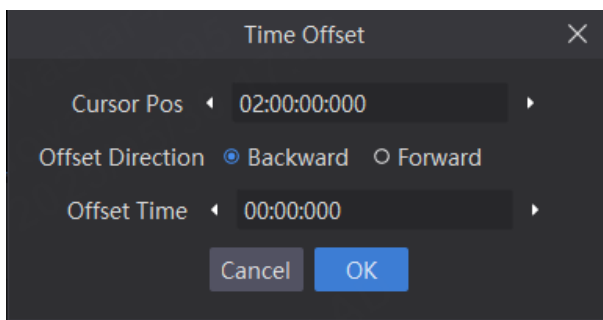 Time Offset
Cursor Pos 02:00:00:000
Offset Direction Backward Forward
Offset Time 00:00:000
Cancel OK